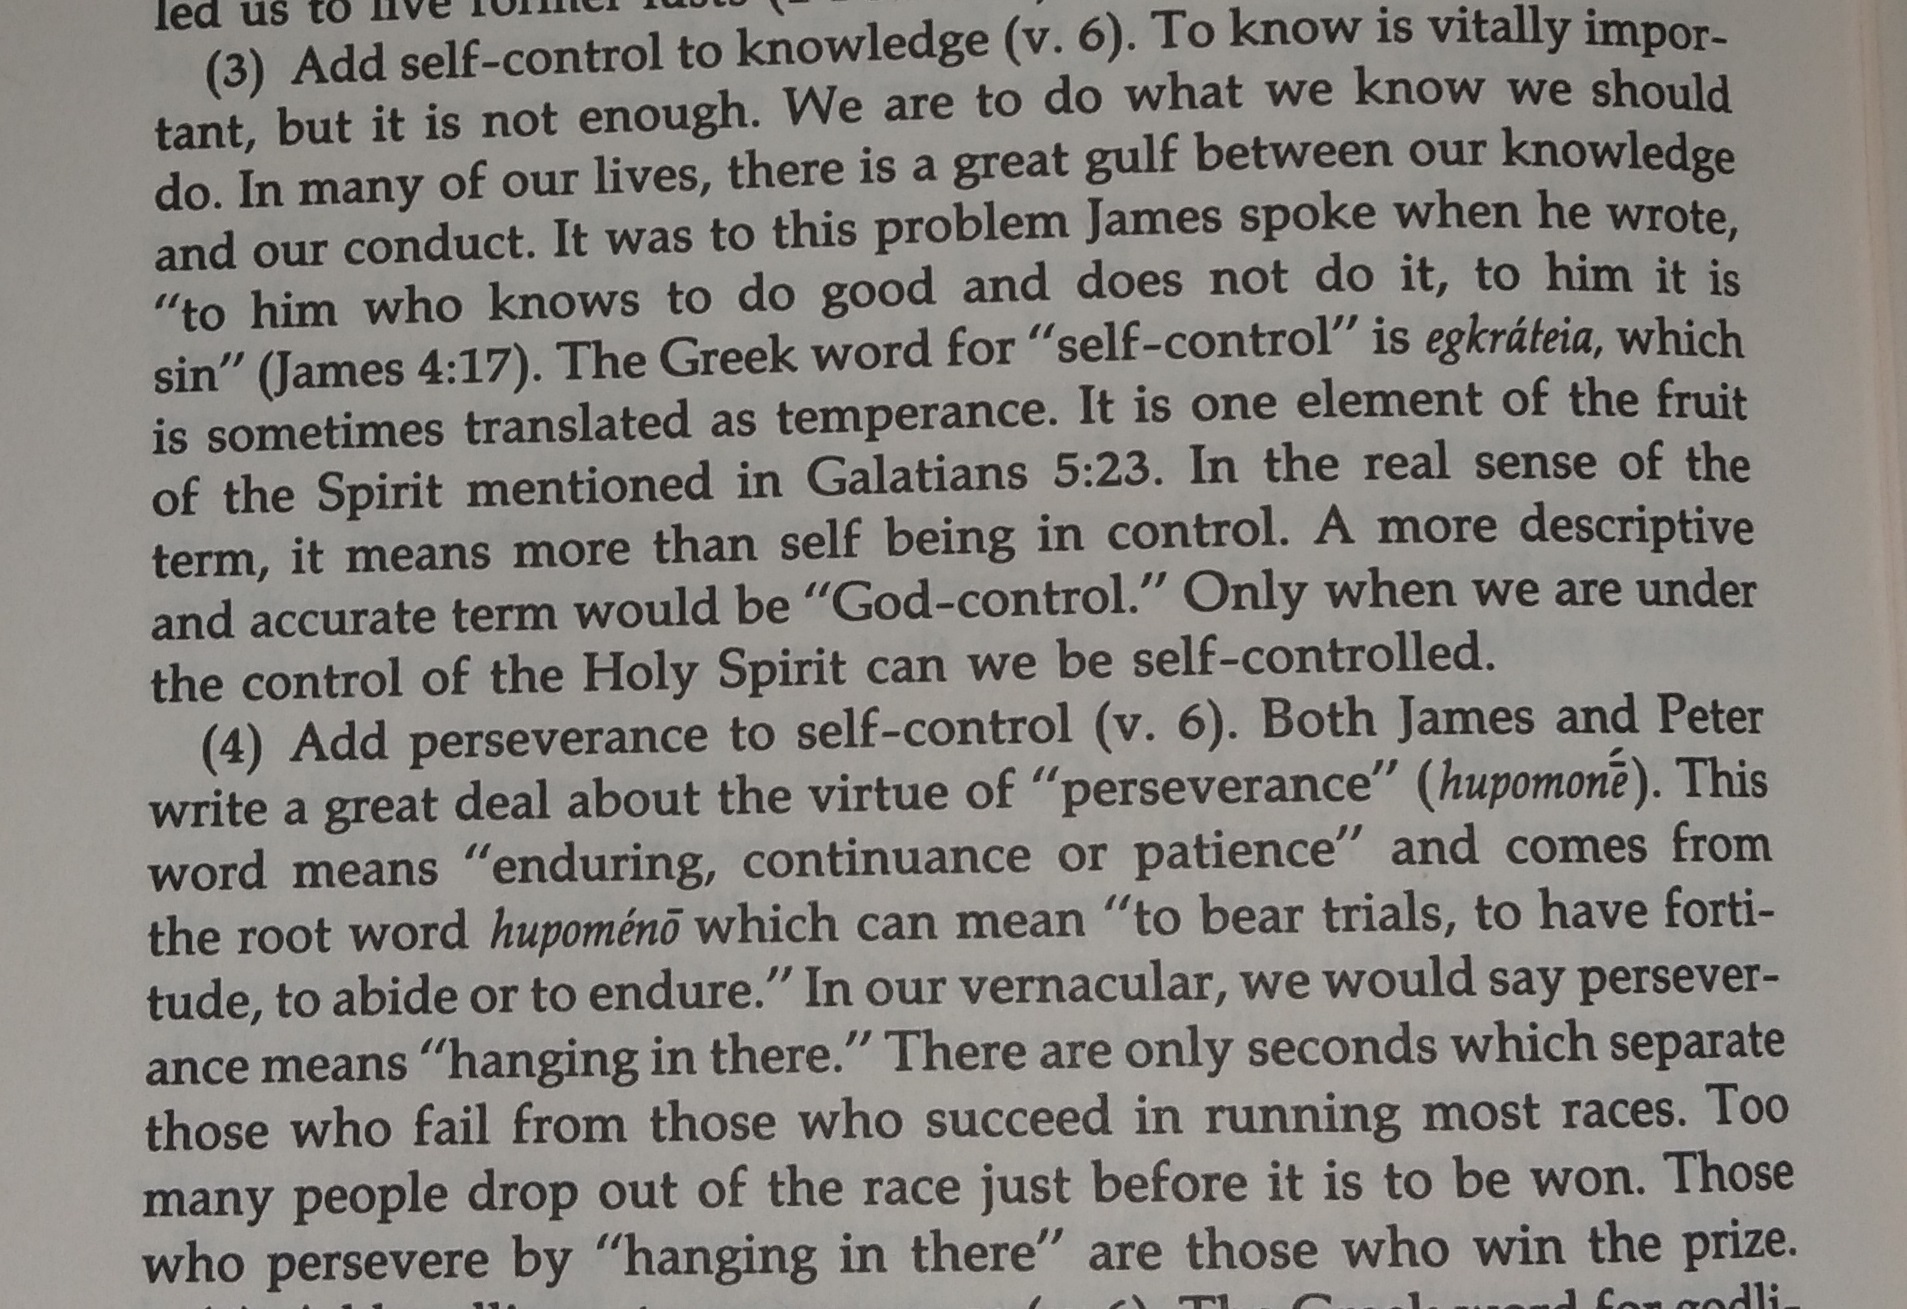 led us to live former lusts (
(3) Add self-control to knowledge (v. 6). To know is vitally impor-
tant, but it is not enough. We are to do what we know we should
do. In many of our lives, there is a great gulf between our knowledge
and our conduct. It was to this problem James spoke when he wrote,
“to him who knows to do good and does not do it, to him it is
sin” (James 4:17). The Greek word for “self-control” is egkráteia, which
is sometimes translated as temperance. It is one element of the fruit
of the Spirit mentioned in Galatians 5:23. In the real sense of the
term, it means more than self being in control. A more descriptive
and accurate term would be “God-control.” Only when we are under
the control of the Holy Spirit can we be self-controlled.
(4) Add perseverance to self-control (v. 6). Both James and Peter
write a great deal about the virtue of “perseverance” (hupomonḗ). This
word means “enduring, continuance or patience” and comes from
the root word hupoménō which can mean “to bear trials, to have forti-
tude, to abide or to endure.” In our vernacular, we would say persever-
ance means “hanging in there.” There are only seconds which separate
those who fail from those who succeed in running most races. Too
many people drop out of the race just before it is to be won. Those
who persevere by “hanging in there” are those who win the prize.
The Greek word for godli-